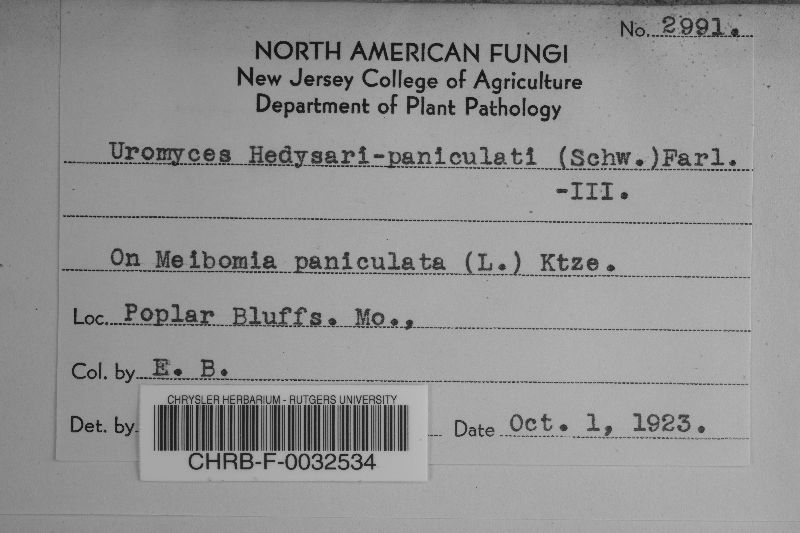 No. 2991.
NORTH AMERICAN FUNGI
New Jersey College of Agriculture
Department of Plant Pathology
Uromyces Hedysari-paniculati (Schw.)Farl.
-III.
On Meibomia paniculata (L.) Ktze.
Loc. Poplar Bluffs. Mo.,
Col. by E. B.
Det. by Date Oct. 1, 1923.
CHRYSLER HERBARIUM - RUTGERS UNIVERSITY
CHRB-F-0032534